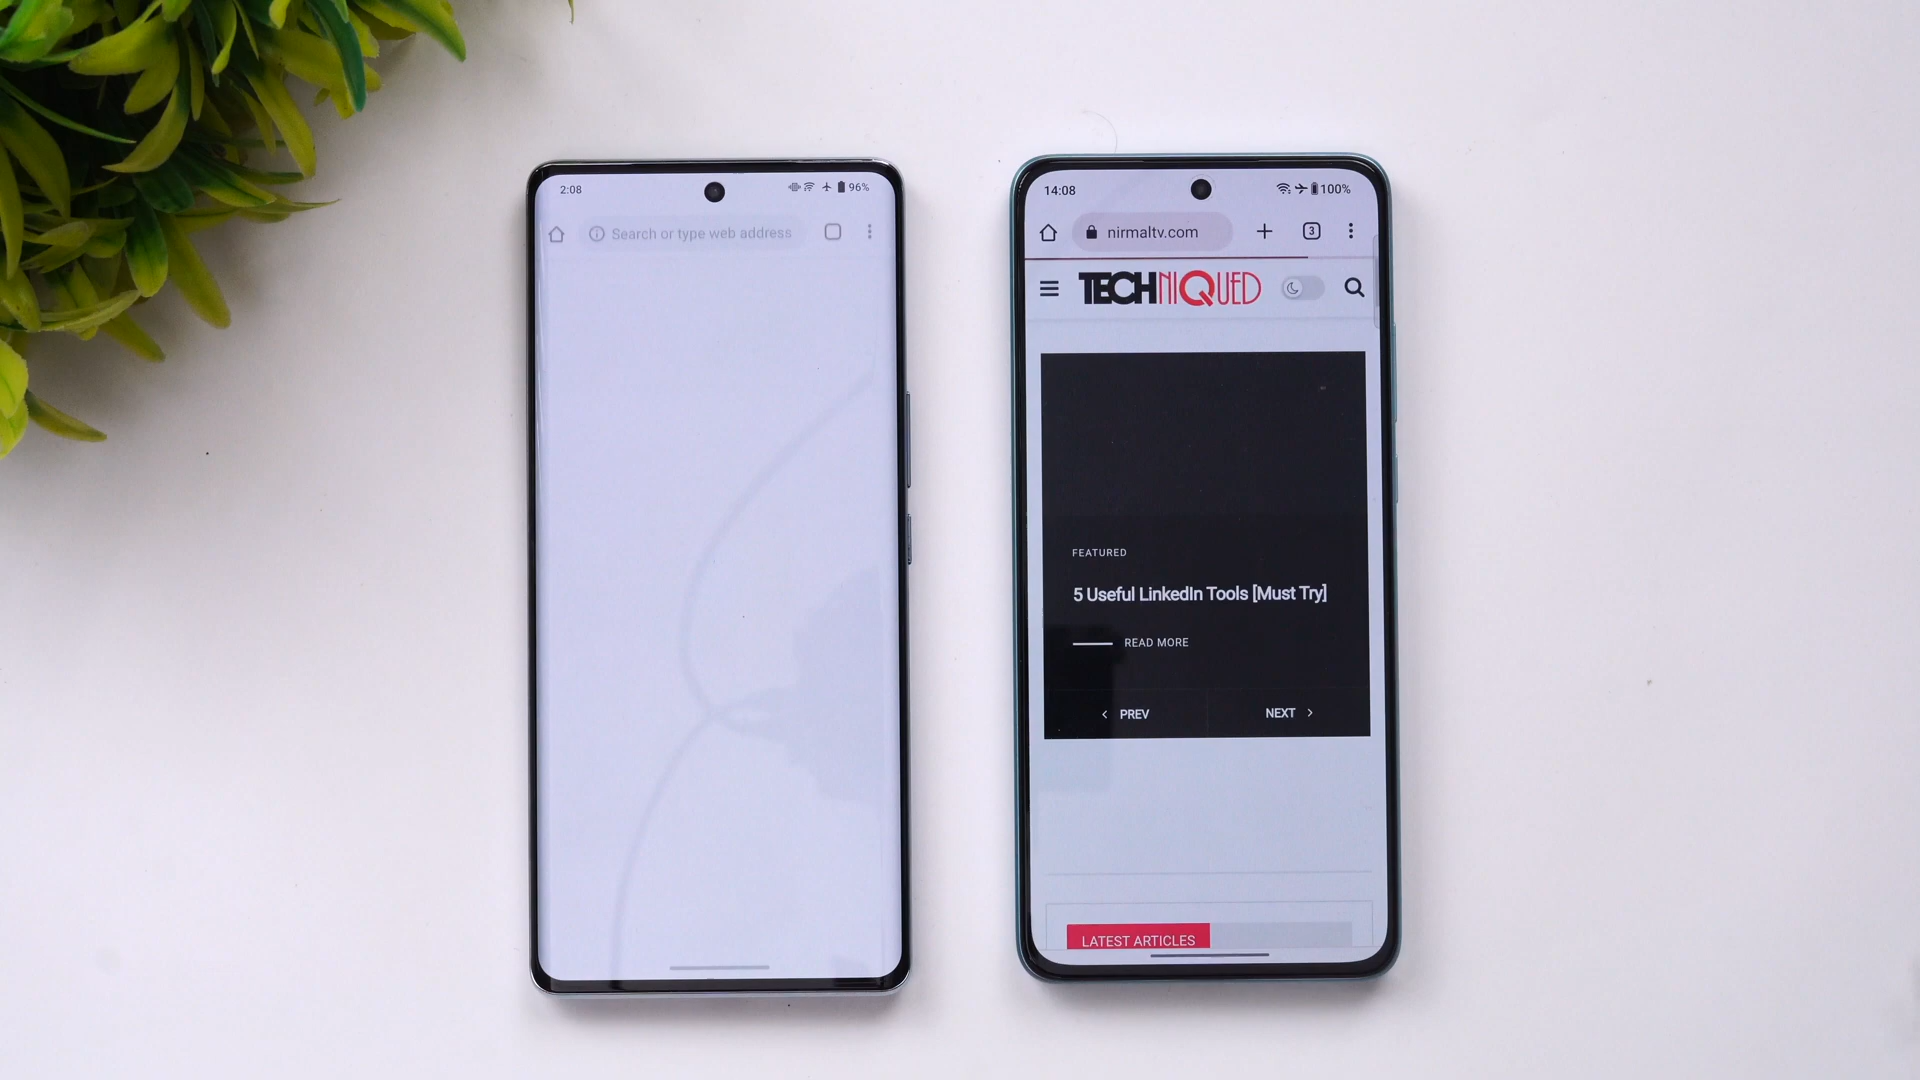 2:08
96%
Search or type web address
14:08
100%
nirmaltv.com
3
TECHNIQUED
FEATURED
5 Useful LinkedIn Tools [Must Try]
READ MORE
PREV
NEXT
LATEST ARTICLES